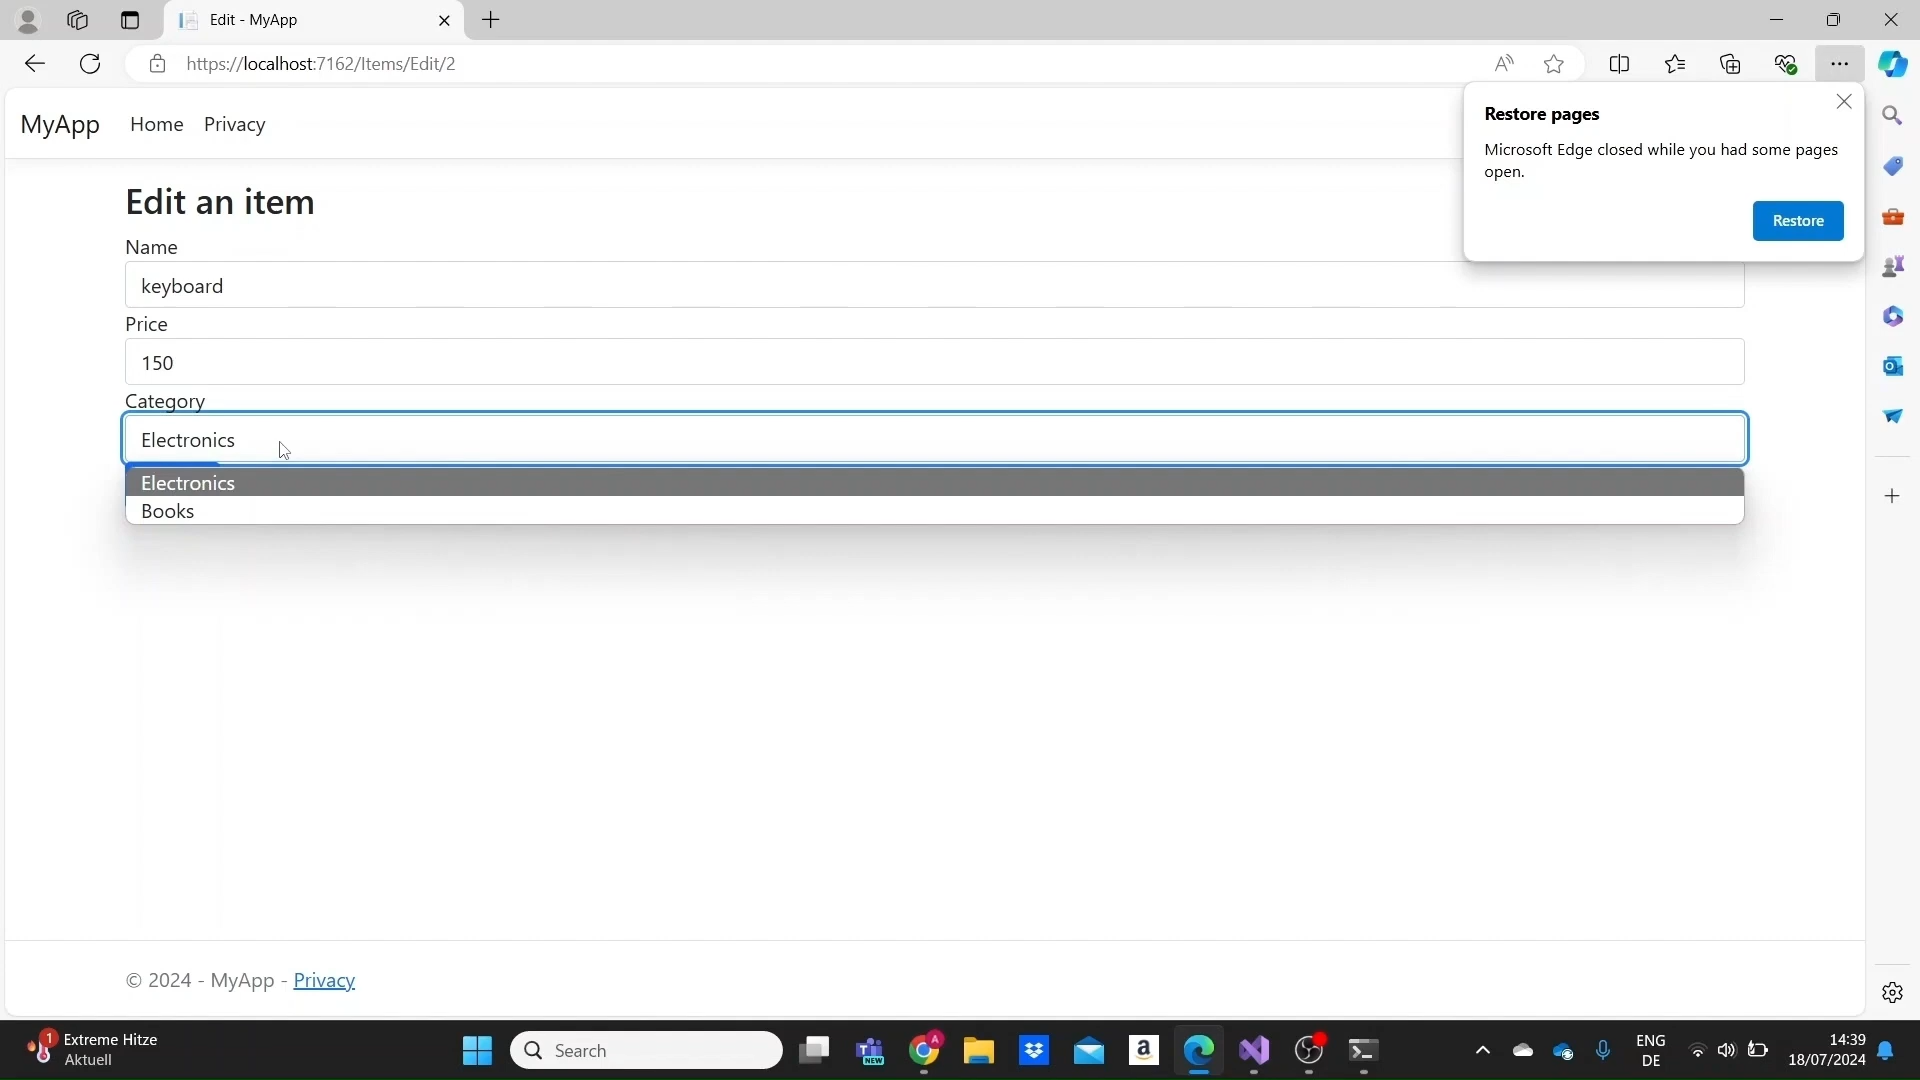 Edit - MyApp
https://localhost:7162/Items/Edit/2
MyApp
Home
Privacy
Restore pages
Microsoft Edge closed while you had some pages
open.
Restore
Edit an item
Name
keyboard
Price
150
Category
Electronics
Electronics
Books
© 2024 - MyApp - Privacy
1
Extreme Hitze
Aktuell
Search
NEW
A
ENG
DE
14:39
18/07/2024